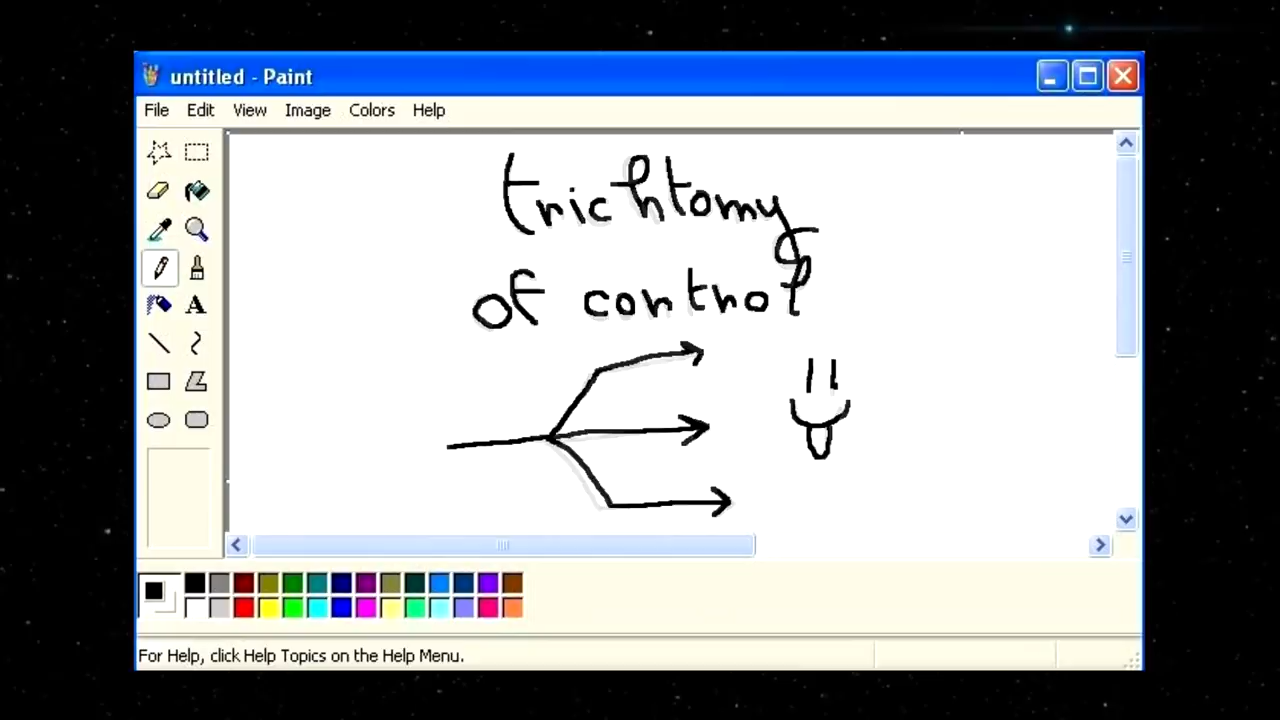 untitled - Paint
File Edit View Image Colors Help
A
trichtomy
of control
For Help, click Help Topics on the Help Menu.